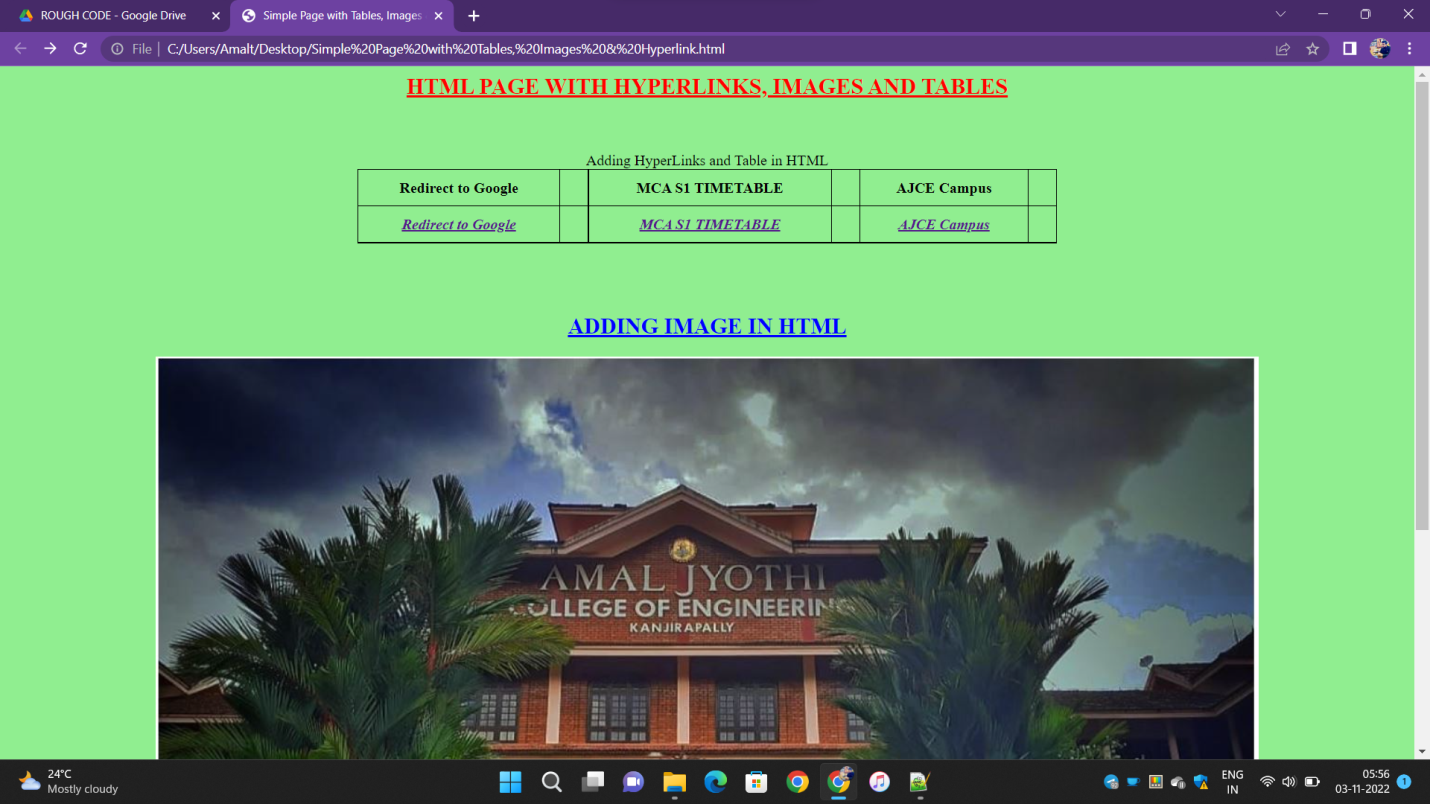 ROUGH CODE - Google Drive
Simple Page with Tables, Images
File
C:/Users/Amalt/Desktop/Simple%20Page%20with%20Tables,%20Images%20&%20Hyperlink.html
HTML PAGE WITH HYPERLINKS, IMAGES AND TABLES
Adding HyperLinks and Table in HTML
Redirect to Google MCA S1 TIMETABLE AJCE Campus
Redirect to Google MCA S1 TIMETABLE AJCE Campus
ADDING IMAGE IN HTML
AMAL JYOTHI
COLLEGE OF ENGINEERING
KANJIRAPALLY
24°C
Mostly cloudy
ENG
IN
05:56
03-11-2022
1